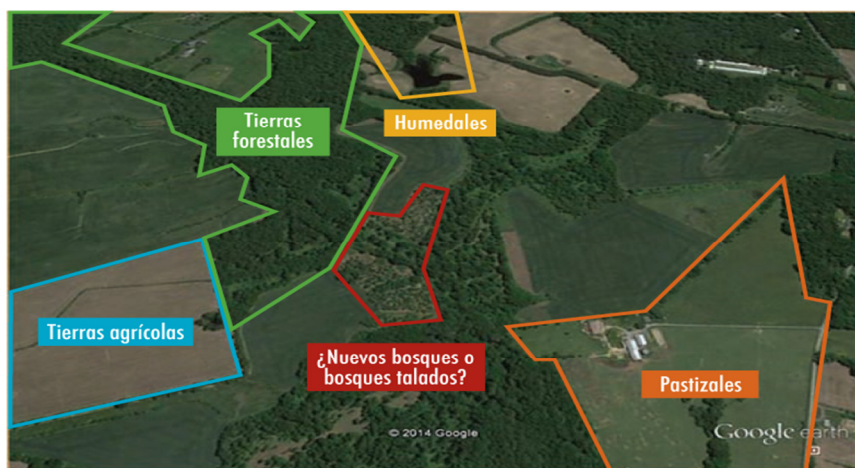 Tierras
forestales
Humedales
Tierras agrícolas
¿Nuevos bosques o
bosques talados?
Pastizales
© 2014 Google
Google earth